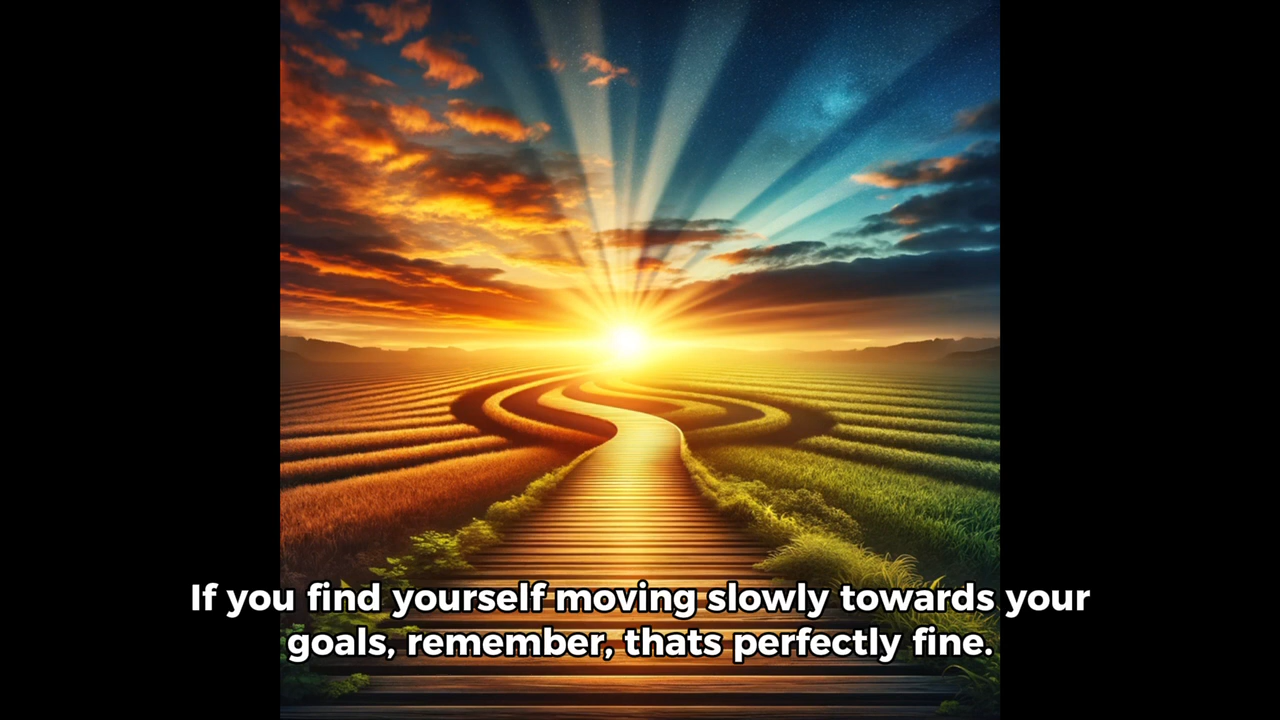 If you find yourself moving slowly towards your
goals, remember, thats perfectly fine.